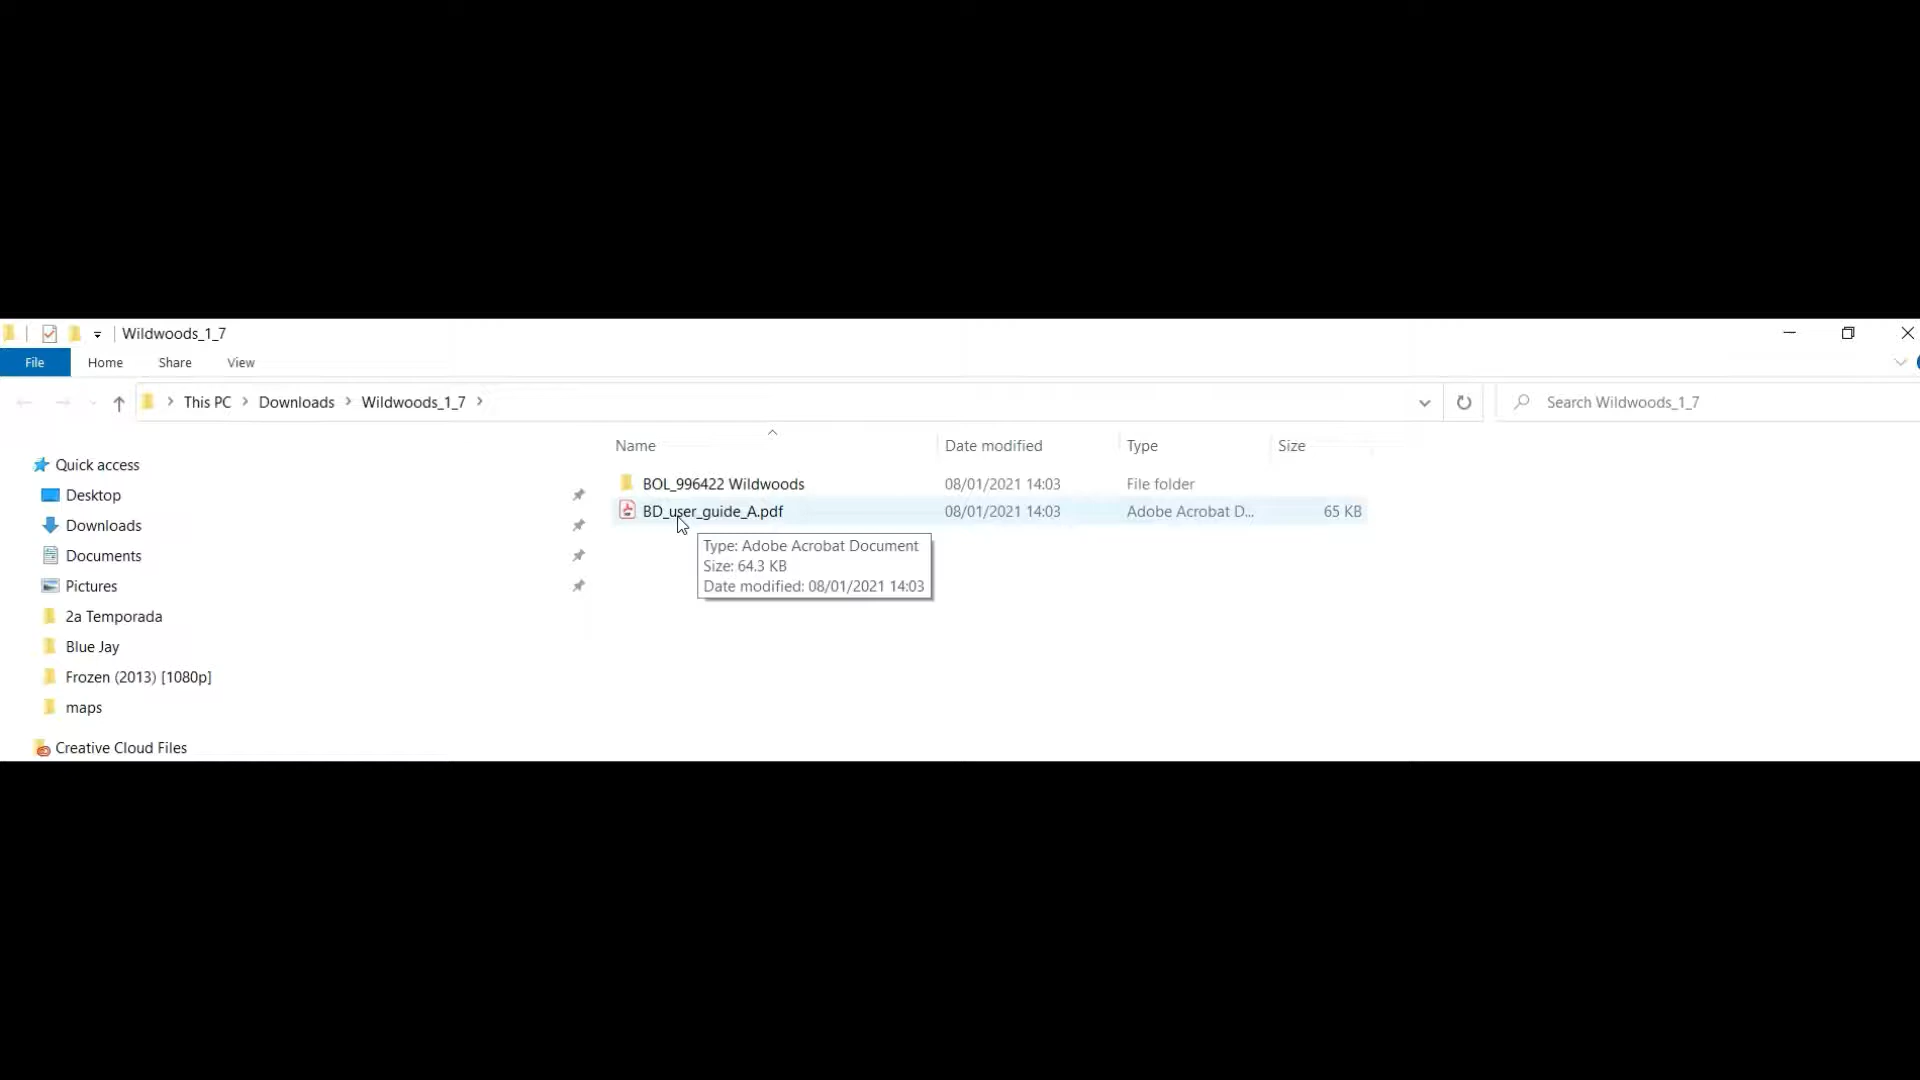 Wildwoods_1_7
File Home Share View
This PC Downloads Wildwoods_1_7 Search Wildwoods_1_7
Name Date modified Type Size
Quick access
Desktop
Downloads
Documents
Pictures
2a Temporada
Blue Jay
Frozen (2013) [1080p]
maps
Creative Cloud Files
BOL_996422 Wildwoods 08/01/2021 14:03 File folder
BD_user_guide_A.pdf 08/01/2021 14:03 Adobe Acrobat D... 65 KB
Type: Adobe Acrobat Document
Size: 64.3 KB
Date modified: 08/01/2021 14:03